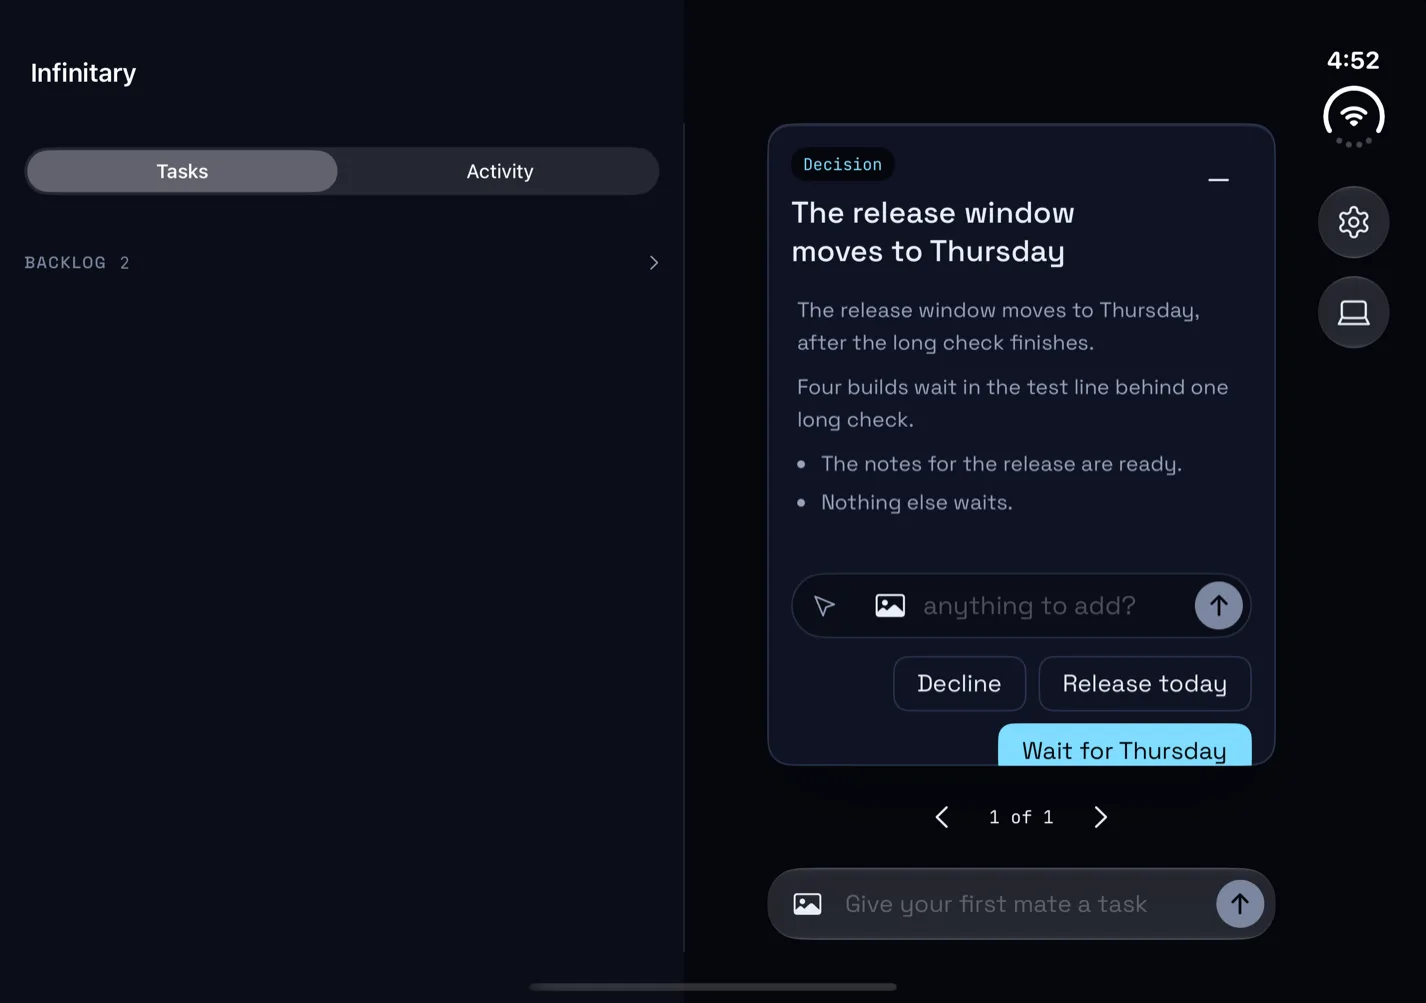 Infinitary
Tasks
Activity
BACKLOG 2
4:52
Decision
The release window
moves to Thursday
The release window moves to Thursday,
after the long check finishes.
Four builds wait in the test line behind one
long check.
• The notes for the release are ready.
• Nothing else waits.
anything to add?
Decline
Release today
Wait for Thursday
1 of 1
Give your first mate a task